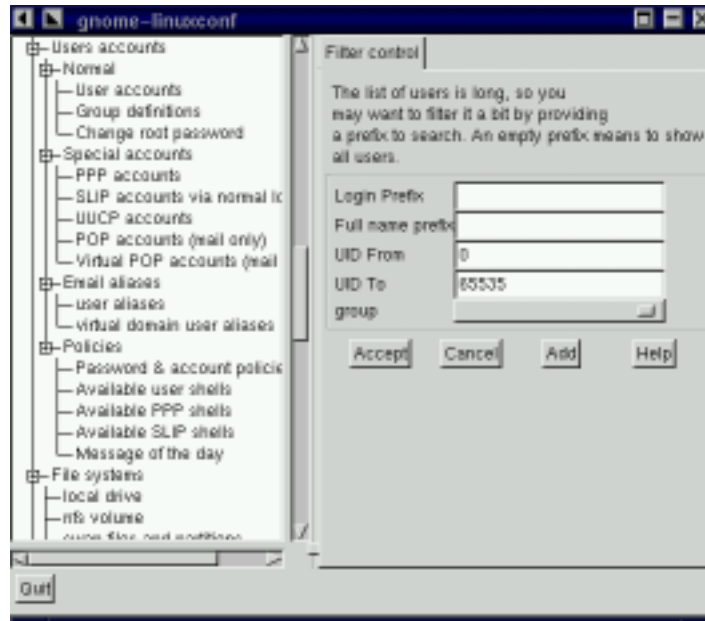 gnome-linuxconf
Users accounts
Normal
User accounts
Group definitions
Change root password
Special accounts
PPP accounts
SLIP accounts via normal lo
UUCP accounts
POP accounts (mail only)
Virtual POP accounts (mail
Email aliases
user aliases
virtual domain user aliases
Policies
Password & account policie
Available user shells
Available PPP shells
Available SLIP shells
Message of the day
File systems
local drive
nfs volume
swap files and partitions
Filter control
The list of users is long, so you
may want to filter it a bit by providing
a prefix to search. An empty prefix means to show
all users.
Login Prefix
Full name prefix
UID From 0
UID To 65535
group
Accept Cancel Add Help
Quit